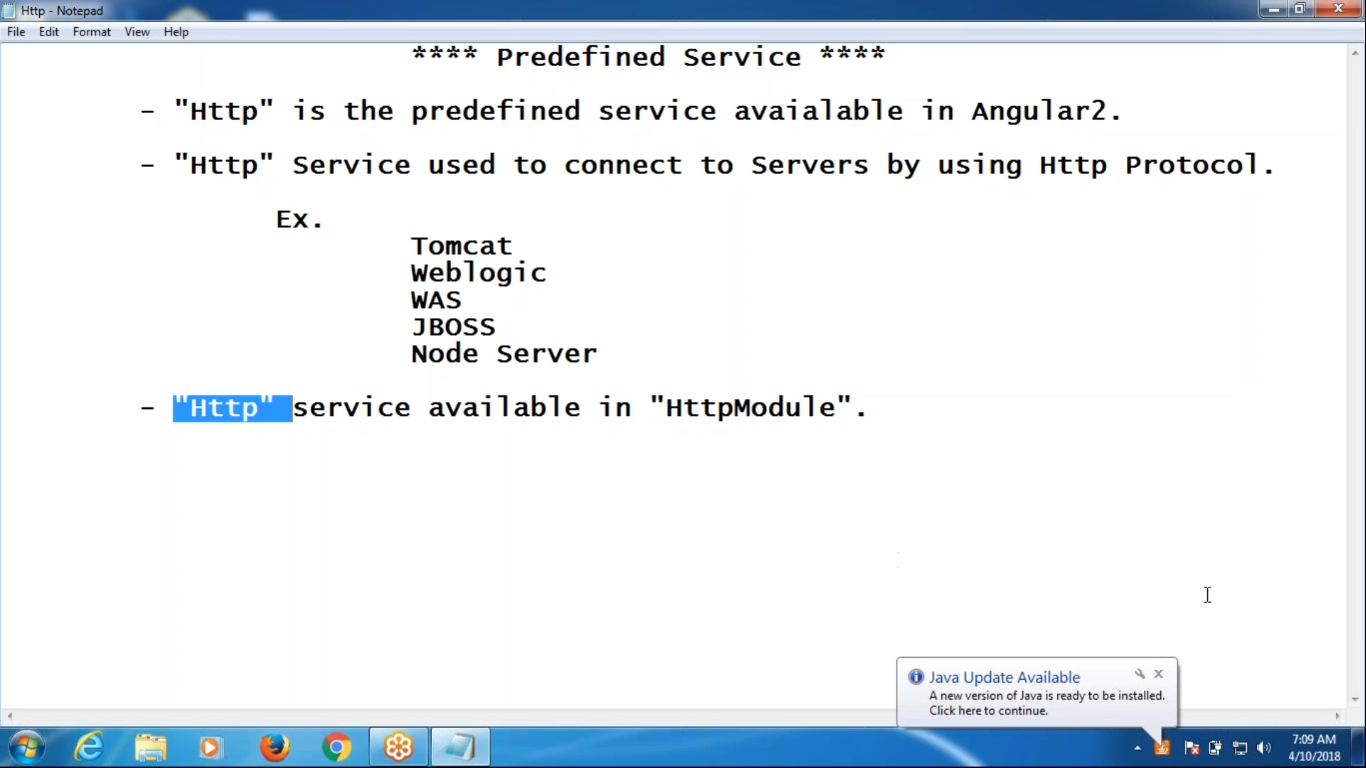 Http - Notepad
File Edit Format View Help
**** Predefined Service ****
- "Http" is the predefined service avaialable in Angular2.
- "Http" Service used to connect to Servers by using Http Protocol.
Ex.
Tomcat
Weblogic
WAS
JBOSS
Node Server
- "Http" service available in "HttpModule".
Java Update Available
A new version of Java is ready to be installed.
Click here to continue.
7:09 AM
4/10/2018